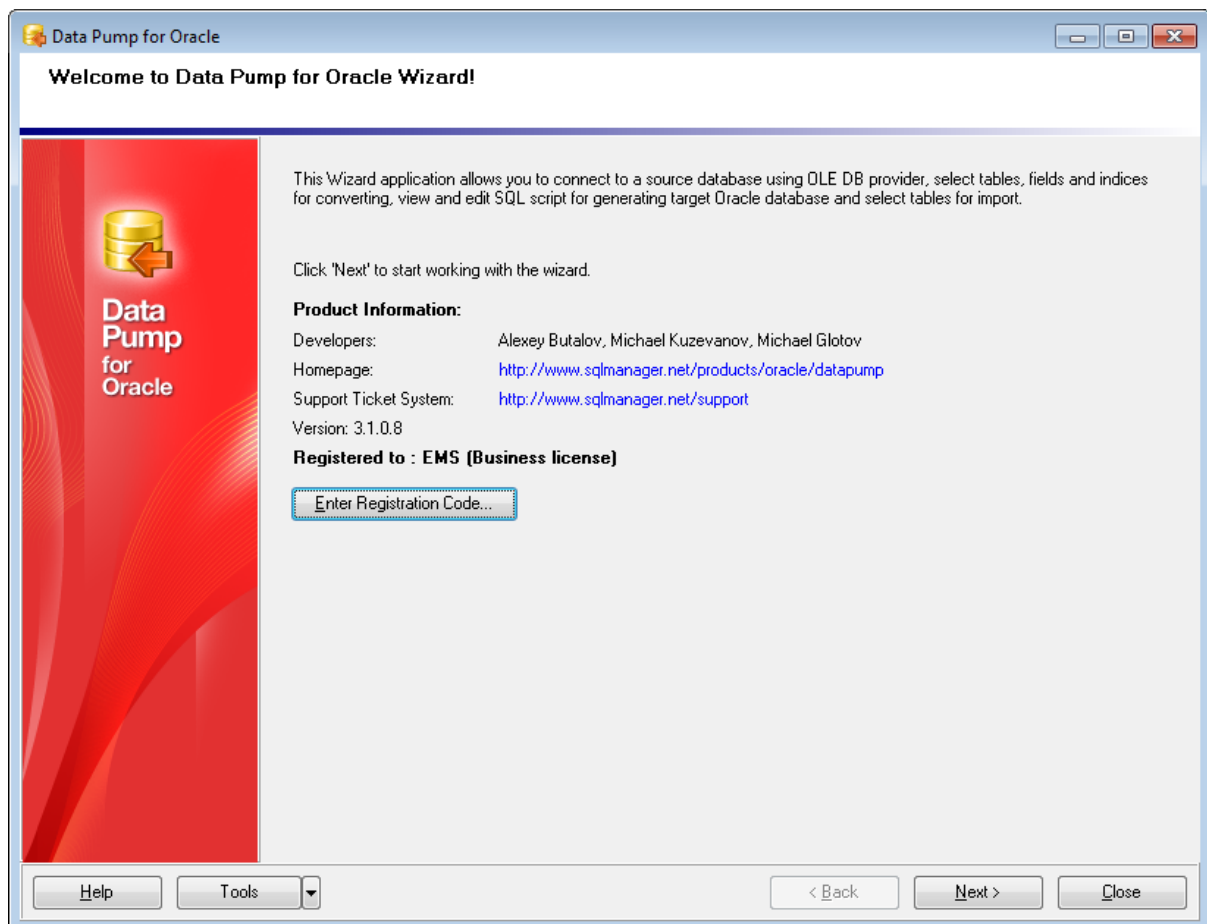 Data Pump for Oracle
Welcome to Data Pump for Oracle Wizard!
This Wizard application allows you to connect to a source database using OLE DB provider, select tables, fields and indices
for converting, view and edit SQL script for generating target Oracle database and select tables for import.
Click 'Next' to start working with the wizard.
Data
Pump
for
Oracle
Product Information:
Developers: Alexey Butalov, Michael Kuzevanov, Michael Glotov
Homepage: http://www.sqlmanager.net/products/oracle/datapump
Support Ticket System: http://www.sqlmanager.net/support
Version: 3.1.0.8
Registered to : EMS (Business license)
Enter Registration Code...
Help Tools < Back Next > Close